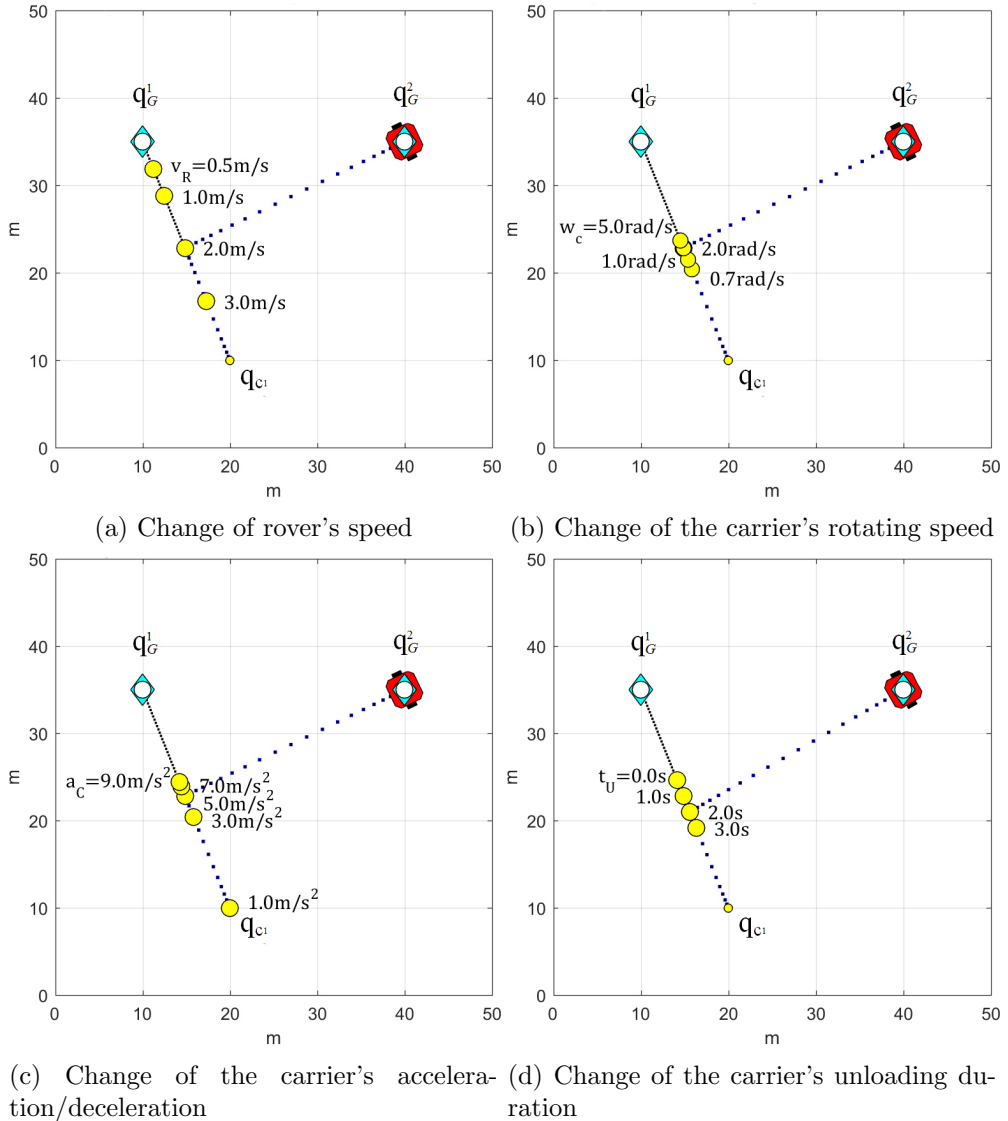 50
40
30
20
10
0
m
q_G^1
q_G^2
v_R=0.5m/s
1.0m/s
2.0m/s
3.0m/s
q_c1
0 10 20 30 40 50
m
(a) Change of rover's speed
50
40
30
20
10
0
m
q_G^1
q_G^2
w_c=5.0rad/s
2.0rad/s
1.0rad/s
0.7rad/s
q_c1
0 10 20 30 40 50
m
(b) Change of the carrier's rotating speed
50
40
30
20
10
0
m
q_G^1
q_G^2
a_C=9.0m/s²
7.0m/s²
5.0m/s²
3.0m/s²
1.0m/s²
q_c1
0 10 20 30 40 50
m
(c) Change of the carrier's accelera-
tion/deceleration
50
40
30
20
10
0
m
q_G^1
q_G^2
t_U=0.0s
1.0s
2.0s
3.0s
q_c1
0 10 20 30 40 50
m
(d) Change of the carrier's unloading du-
ration